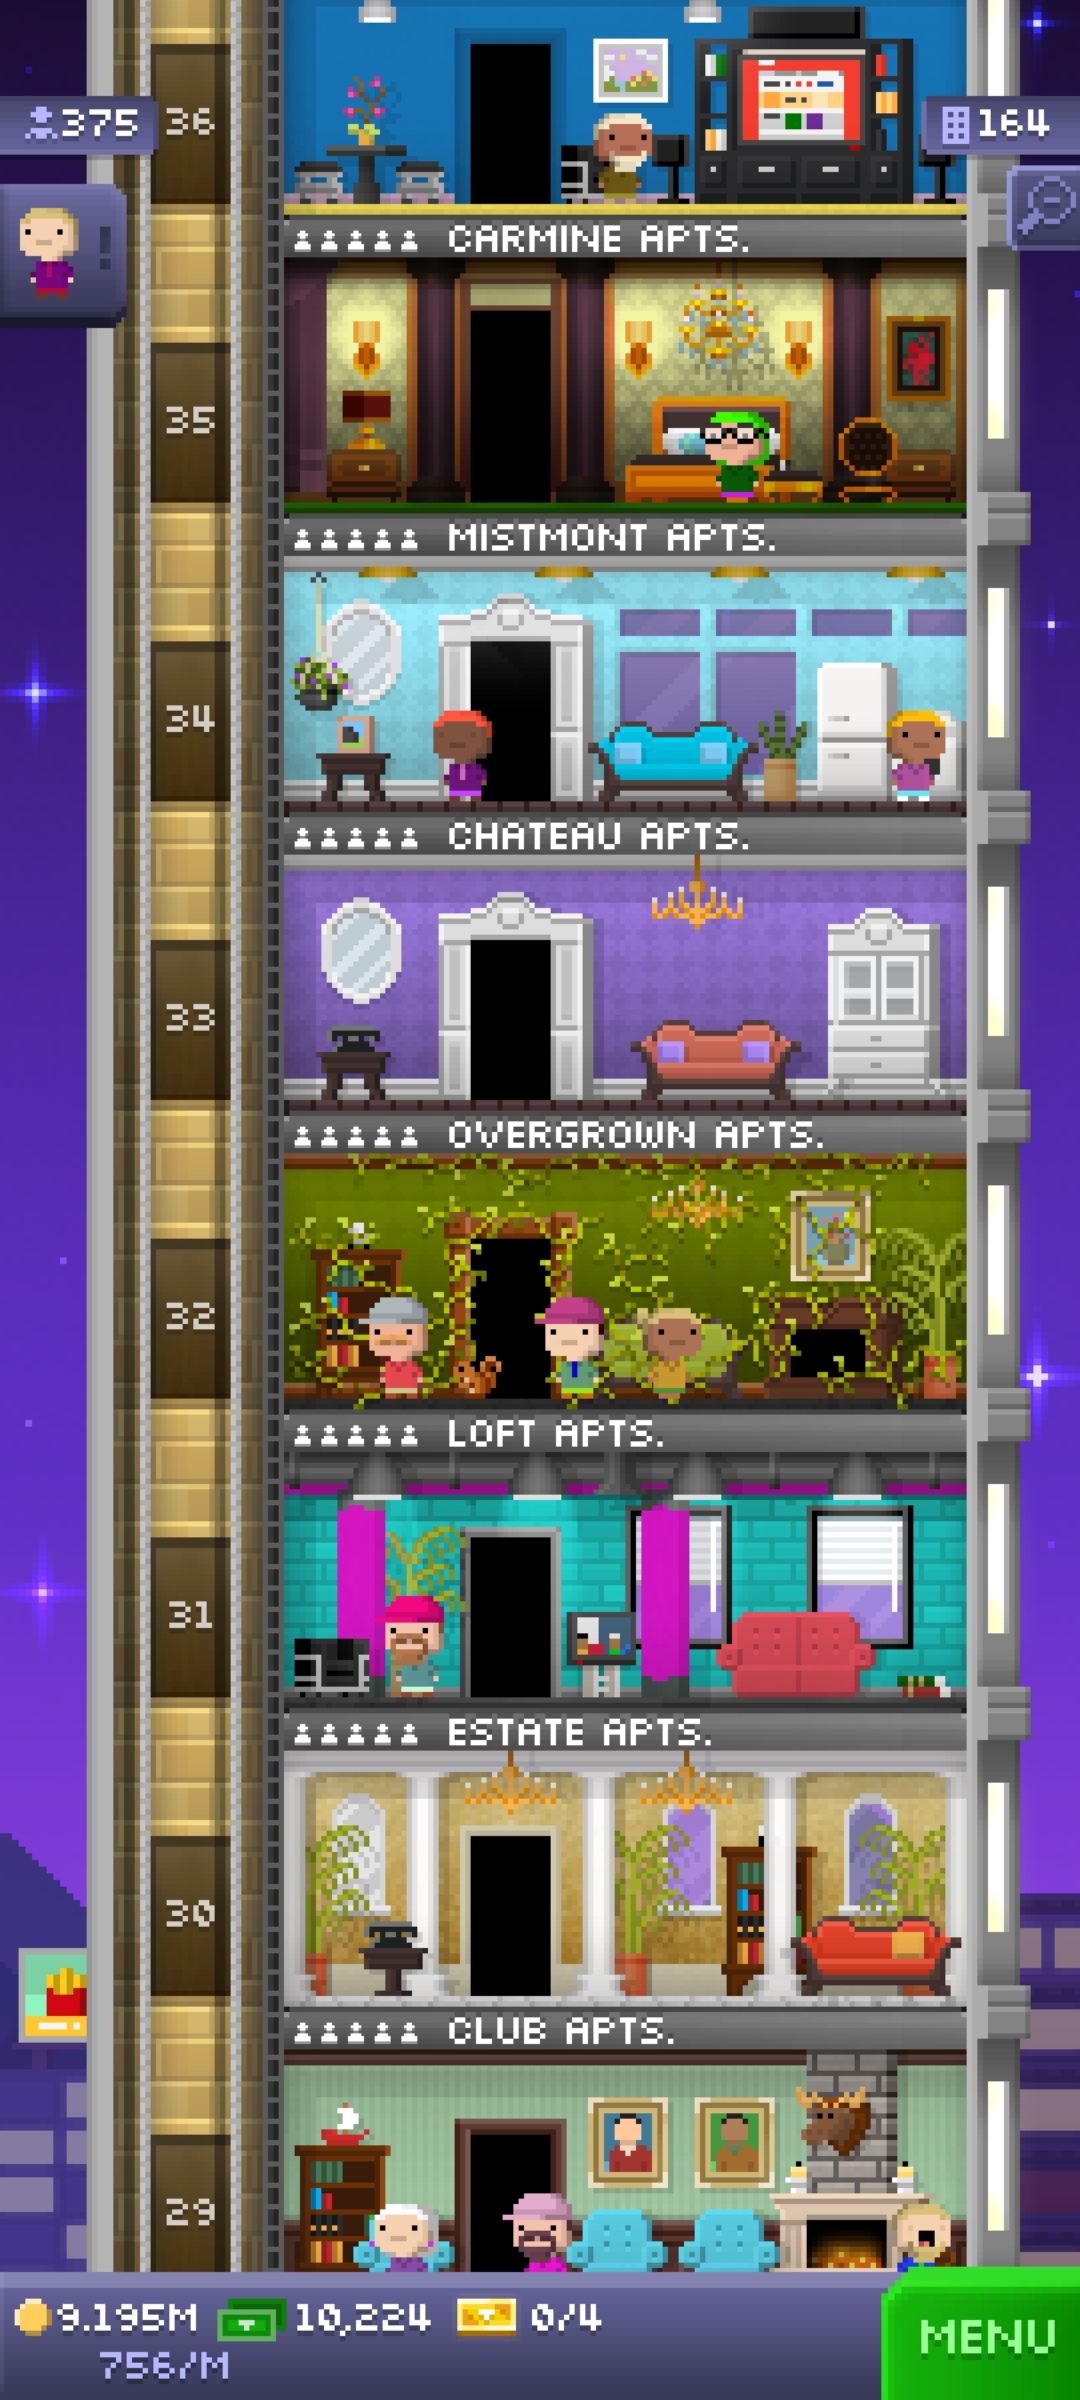 36
375
164
!
CARMINE APTS.
35
MISTMONT APTS.
34
CHATEAU APTS.
33
OVERGROWN APTS.
32
LOFT APTS.
31
ESTATE APTS.
30
CLUB APTS.
29
9.195M 10,224 0/4
756/M
MENU